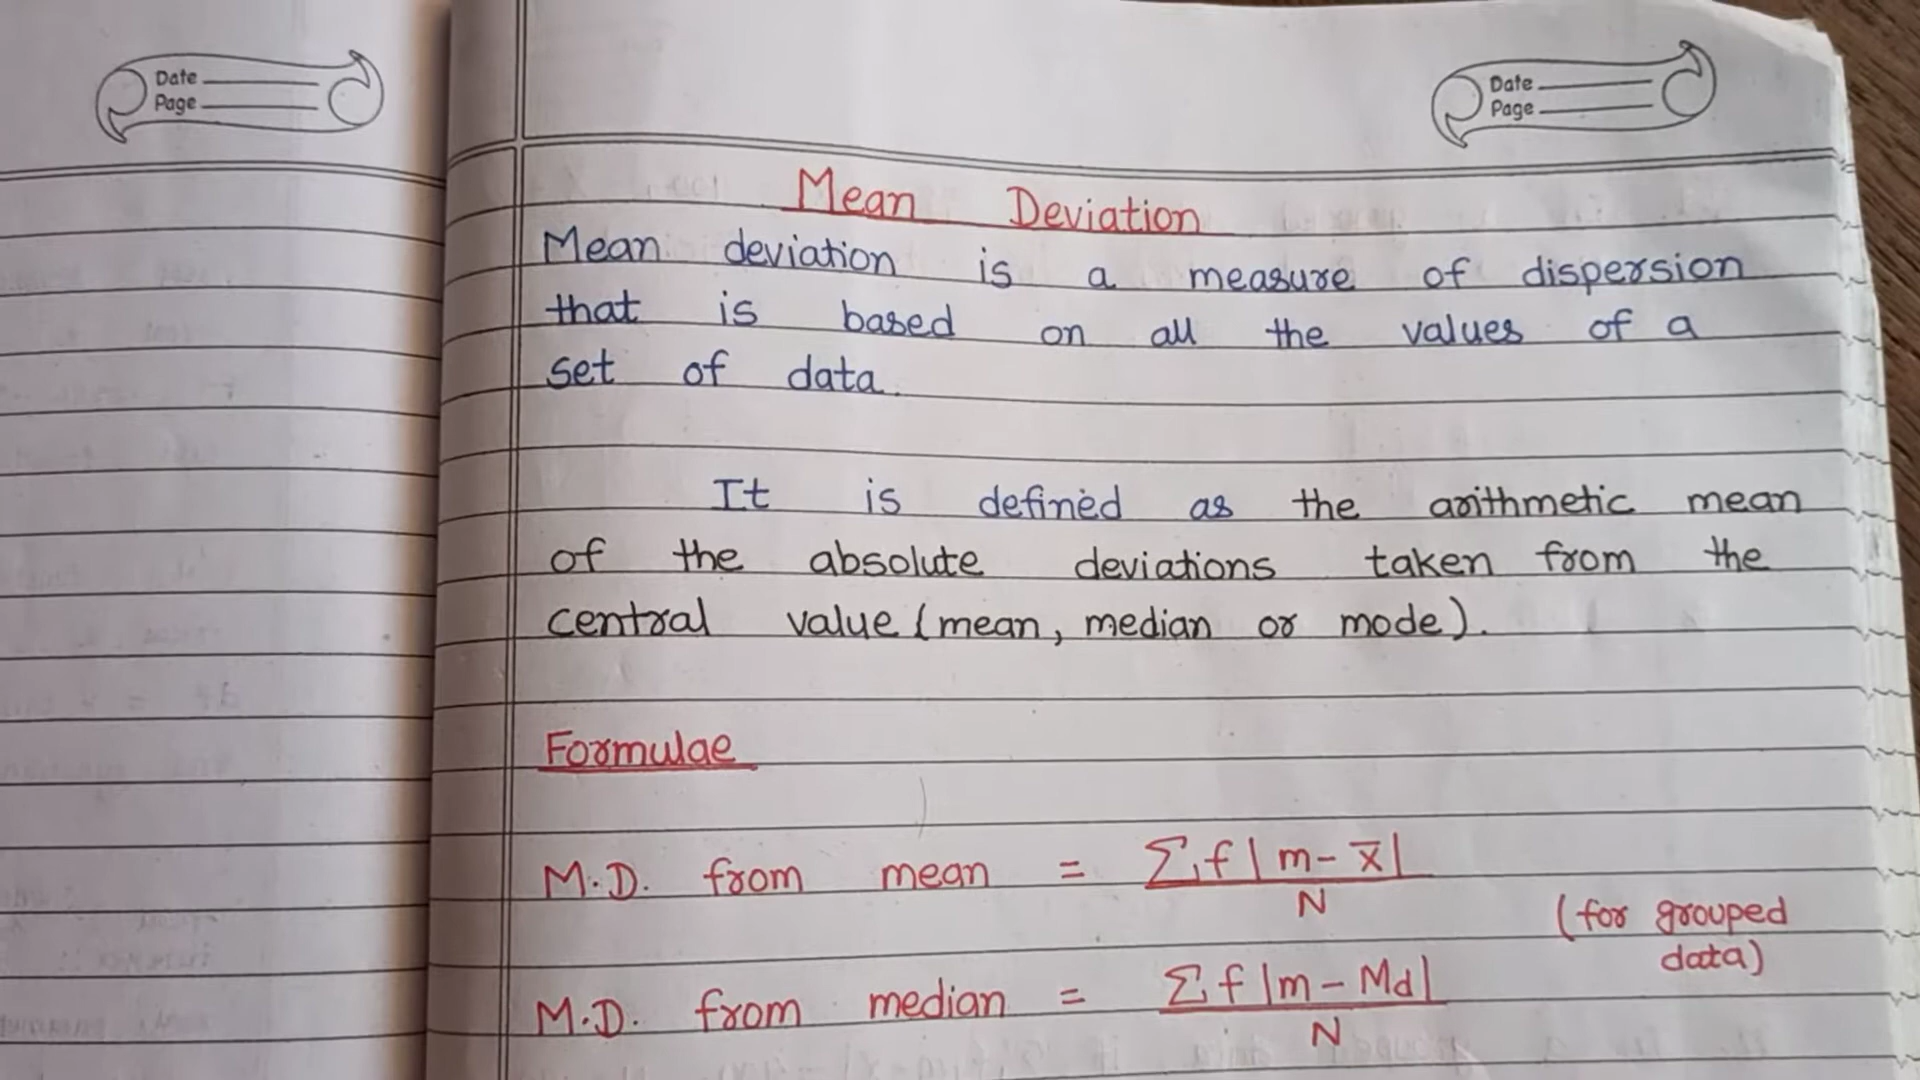 Date
Page
Date
Page
Mean Deviation
Mean deviation is a measure of dispersion
that is based on all the values of a
set of data.
It is defined as the arithmetic mean
of the absolute deviations taken from the
central value (mean, median or mode).
Formulae
M.D. from mean = Σf|m-x̄|
N
(for grouped
data)
M.D. from median = Σf|m-Md|
N